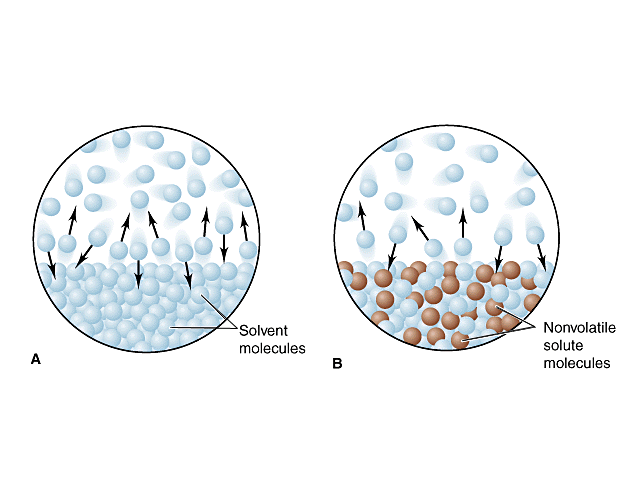 Solvent
molecules
A
Nonvolatile
solute
molecules
B